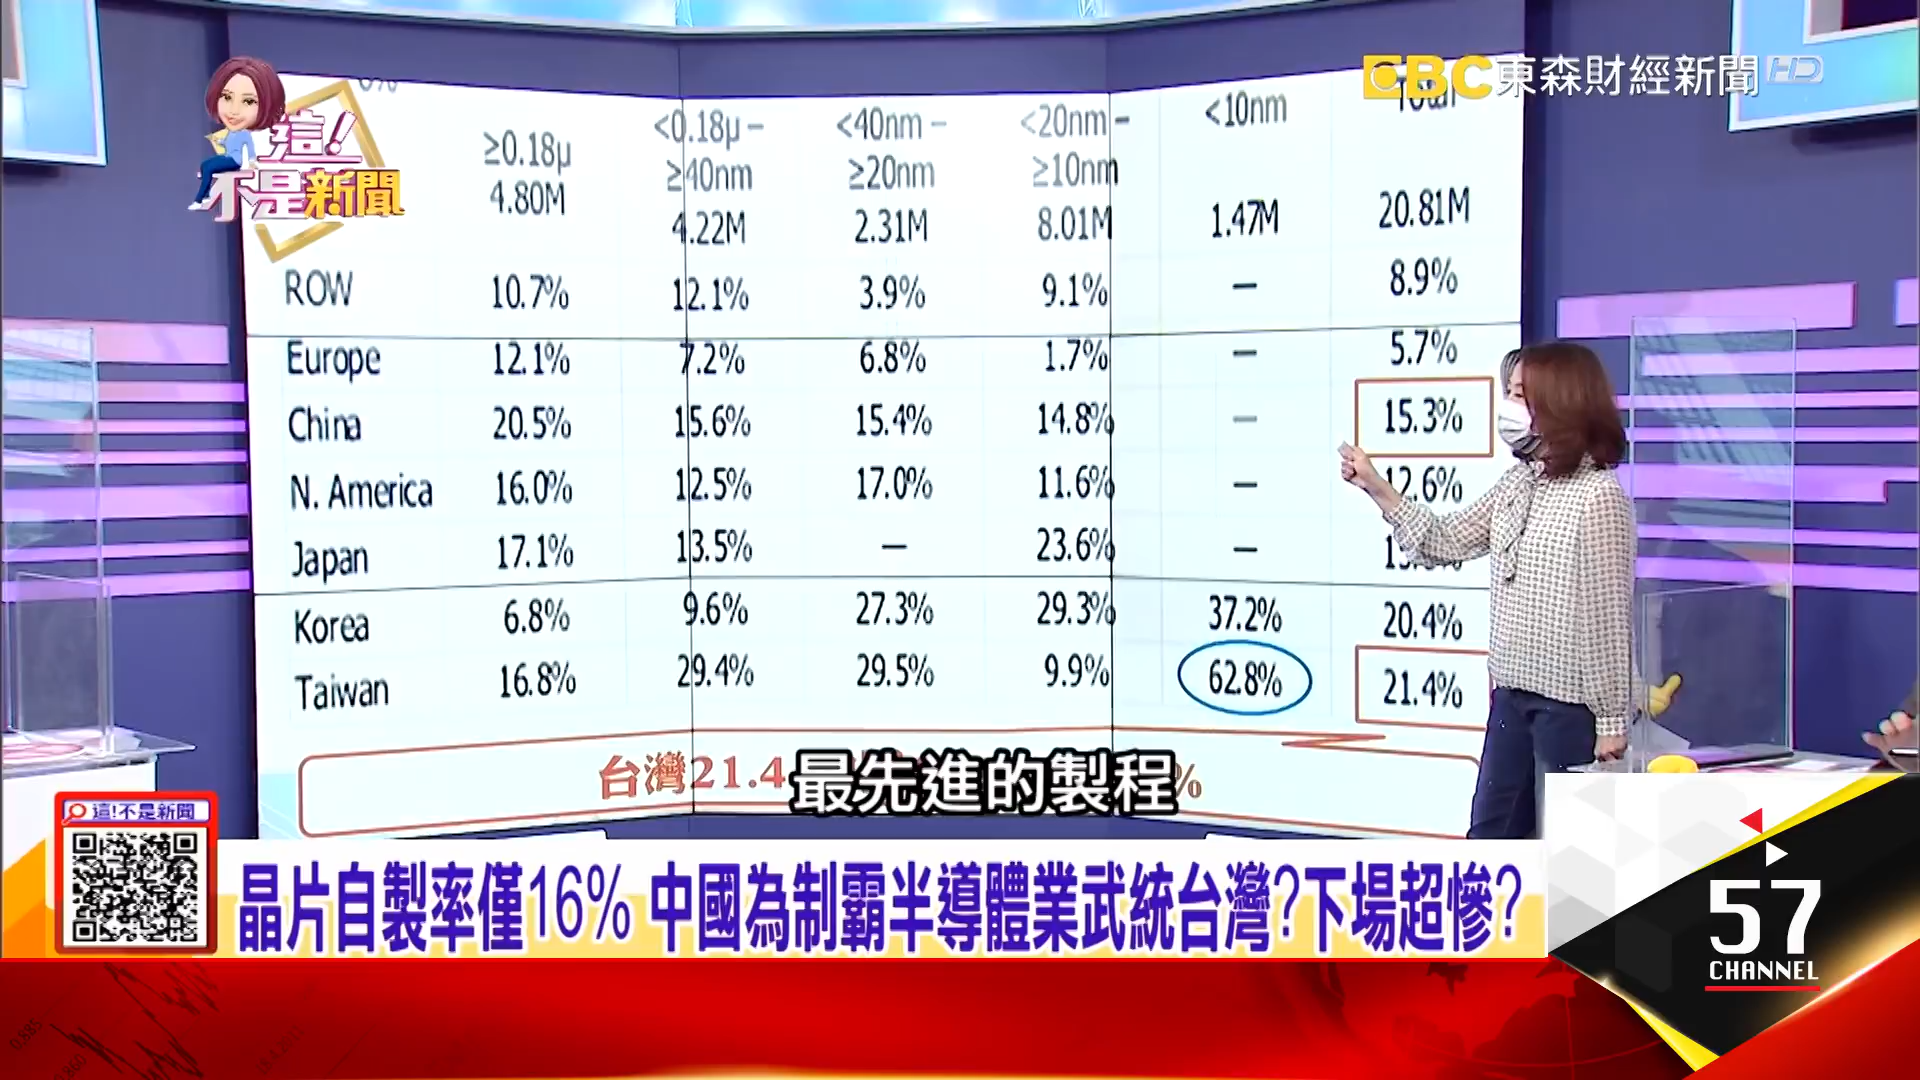 EBC 東森財經新聞 HD
這!
不是新聞
≥0.18μ <0.18μ – <40nm – <20nm – <10nm Total
≥40nm ≥20nm ≥10nm
4.80M 4.22M 2.31M 8.01M 1.47M 20.81M
ROW 10.7% 12.1% 3.9% 9.1% – 8.9%
Europe 12.1% 7.2% 6.8% 1.7% – 5.7%
China 20.5% 15.6% 15.4% 14.8% – 15.3%
N. America 16.0% 12.5% 17.0% 11.6% – 12.6%
Japan 17.1% 13.5% – 23.6% –
Korea 6.8% 9.6% 27.3% 29.3% 37.2% 20.4%
Taiwan 16.8% 29.4% 29.5% 9.9% 62.8% 21.4%
台灣21.4 %
最先進的製程
這!不是新聞
晶片自製率僅16% 中國為制霸半導體業武統台灣?下場超慘?
57
CHANNEL